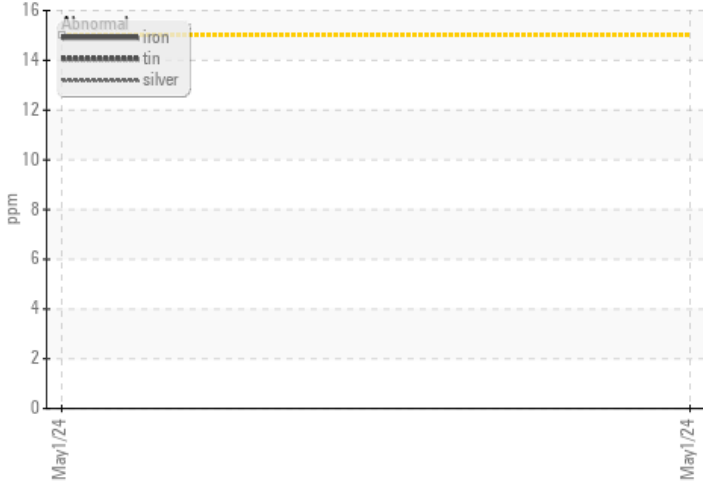 16
Abnormal
iron
14
tin
silver
12
10
8
ppm
6
4
2
0
May1/24
May1/24